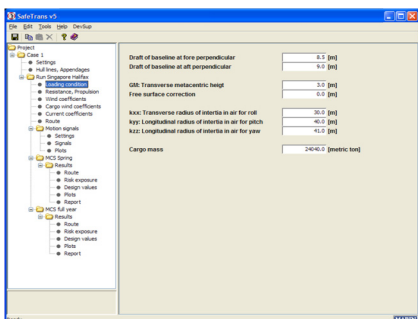 SafeTrans v5
File Edit Tools Help DevSup
Project
Case 1
Settings
Hull lines, Appendages
Run Singapore Halifax
Loading condition
Resistance, Propulsion
Wind coefficients
Cargo wind coefficients
Current coefficients
Route
Motion signals
Settings
Signals
Plots
MCS Spring
Results
Route
Risk exposure
Design values
Plots
Report
MCS full year
Results
Route
Risk exposure
Design values
Plots
Report
Draft of baseline at fore perpendicular 8.5 [m]
Draft of baseline at aft perpendicular 9.0 [m]
GM: Transverse metacentric heigt 3.0 [m]
Free surface correction 0.0 [m]
kxx: Transverse radius of intertia in air for roll 30.0 [m]
kyy: Longitudinal radius of intertia in air for pitch 40.0 [m]
kzz: Longitudinal radius of intertia in air for yaw 41.0 [m]
Cargo mass 24040.0 [metric ton]